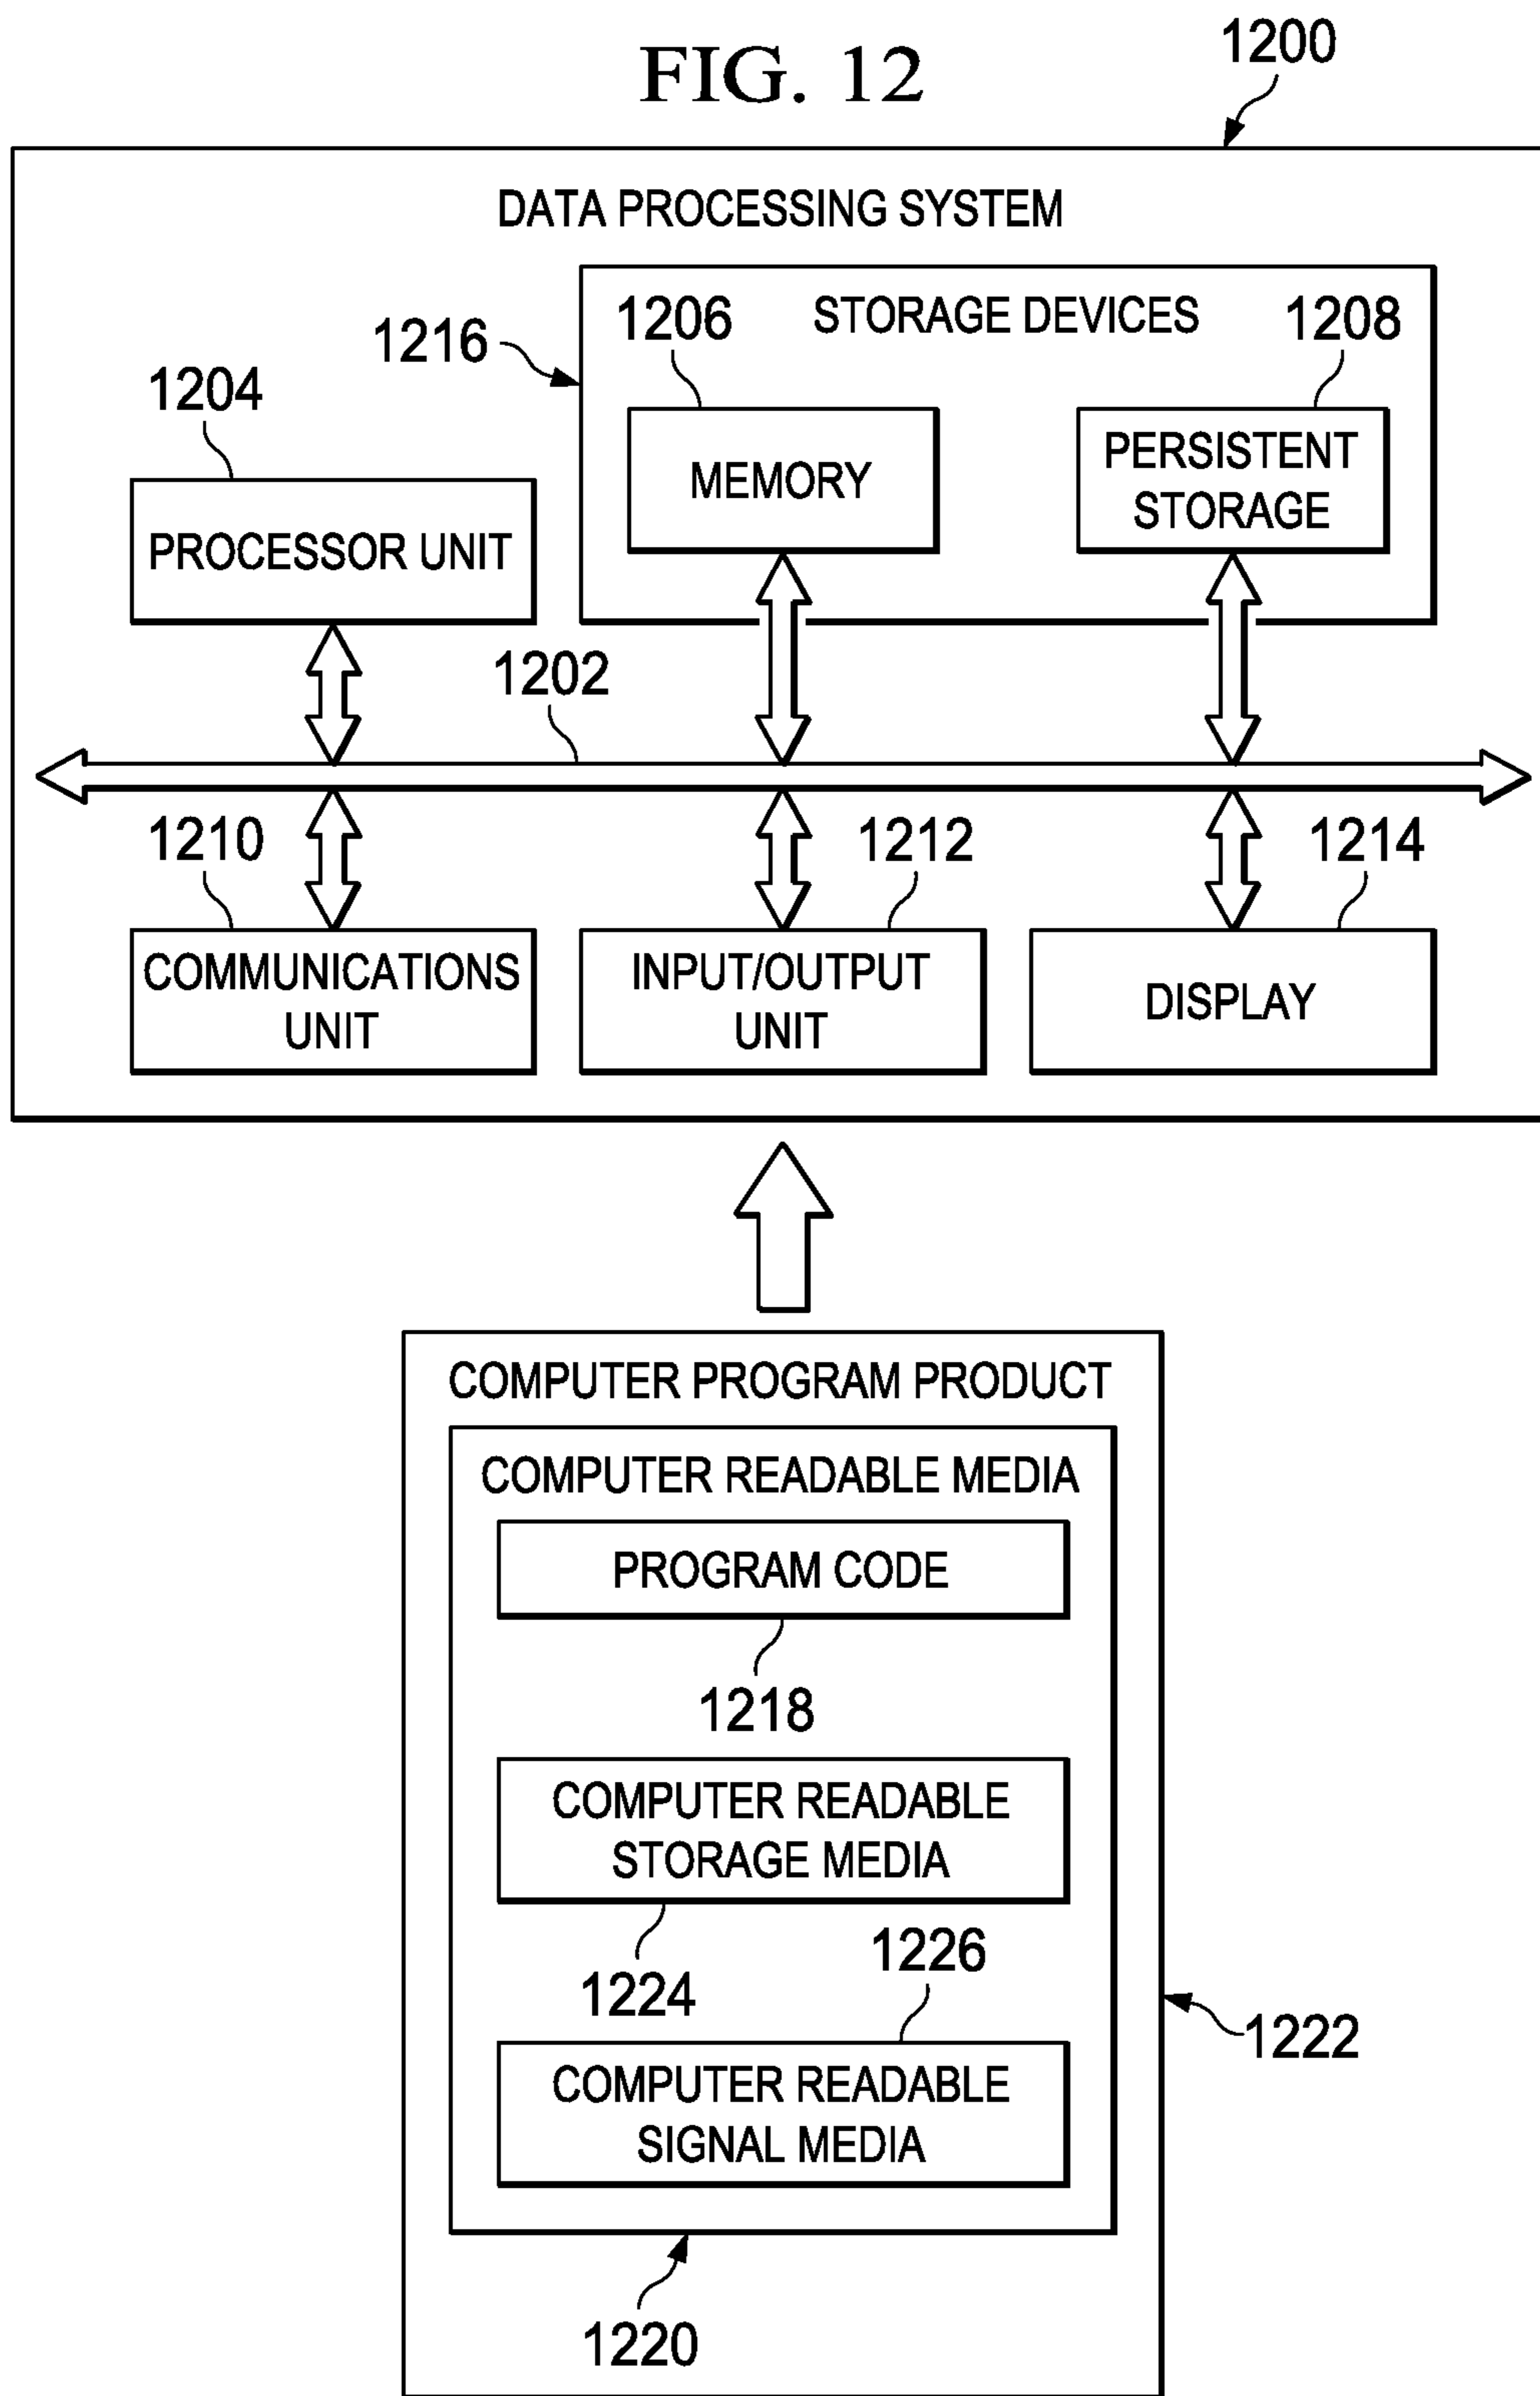 FIG. 12
1200
DATA PROCESSING SYSTEM
1216
1206
STORAGE DEVICES
1208
1204
MEMORY
PERSISTENT
STORAGE
PROCESSOR UNIT
1202
1210
1212
1214
COMMUNICATIONS
UNIT
INPUT/OUTPUT
UNIT
DISPLAY
COMPUTER PROGRAM PRODUCT
COMPUTER READABLE MEDIA
PROGRAM CODE
1218
COMPUTER READABLE
STORAGE MEDIA
1224
1226
COMPUTER READABLE
SIGNAL MEDIA
1222
1220